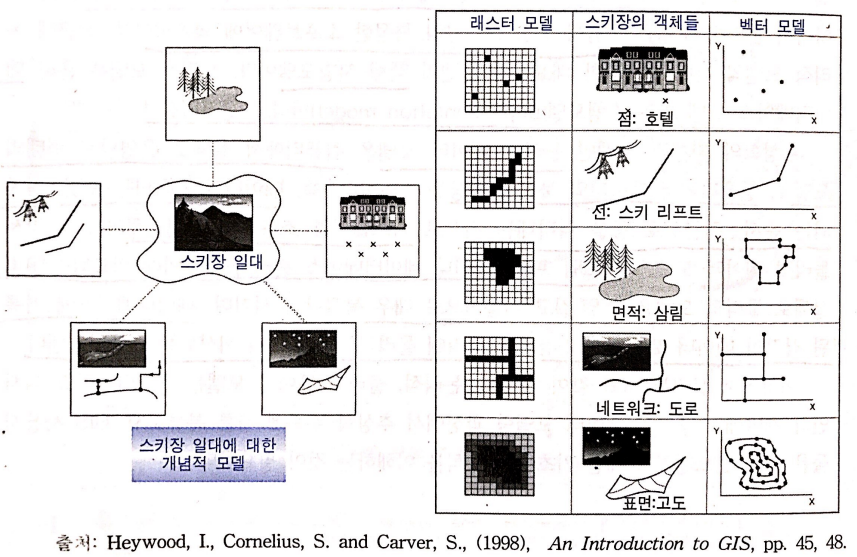 스키장 일대
스키장 일대에 대한
개념적 모델
래스터 모델
스키장의 객체들
벡터 모델
점: 호텔
Y
X
선: 스키 리프트
Y
X
면적: 삼림
Y
X
네트워크: 도로
Y
X
표면:고도
Y
X
출처: Heywood, I., Cornelius, S. and Carver, S., (1998), An Introduction to GIS, pp. 45, 48.